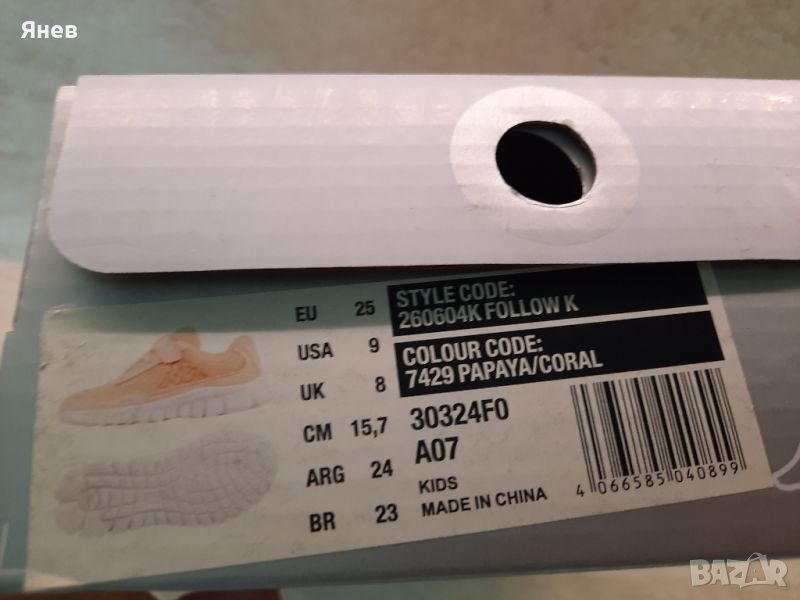 Янев
EU 25
USA 9
UK 8
CM 15,7
ARG 24
BR 23
STYLE CODE:
260604K FOLLOW K
COLOUR CODE:
7429 PAPAYA/CORAL
30324F0
A07
KIDS
MADE IN CHINA
4 066585 040899
BAZAR